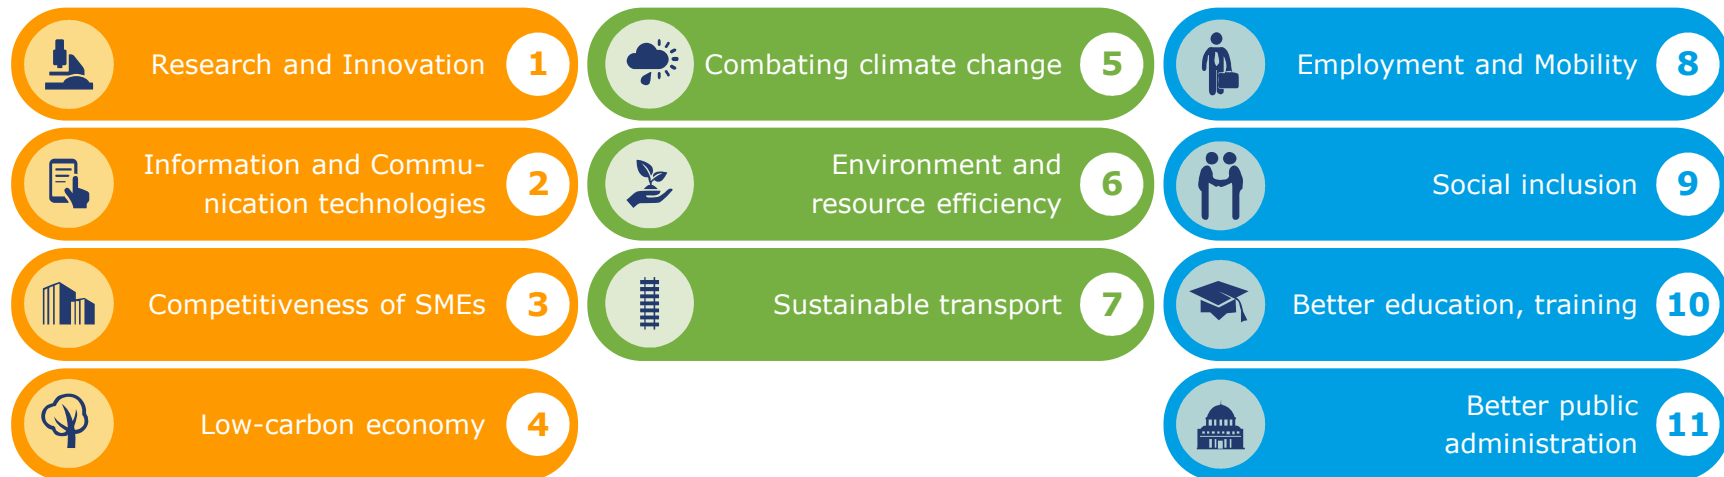 Research and Innovation 1
Information and Commu-
nication technologies 2
Competitiveness of SMEs 3
Low-carbon economy 4
Combating climate change 5
Environment and
resource efficiency 6
Sustainable transport 7
Employment and Mobility 8
Social inclusion 9
Better education, training 10
Better public
administration 11